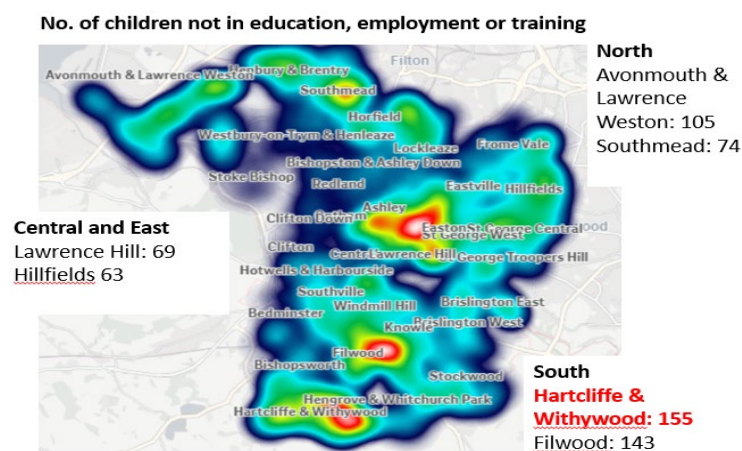 No. of children not in education, employment or training
North
Avonmouth &
Lawrence
Weston: 105
Southmead: 74
Filton
Avonmouth & Lawrence Weston
Henbury & Brentry
Southmead
Horfield
Westbury-on-Trym & Henleaze
Lockleaze
Frome Vale
Bishopston & Ashley Down
Stoke Bishop
Redland
Eastville
Hillfields
Ashley
Clifton Down
Easton
St George Central
St George West
Clifton
Central
Lawrence Hill
George Troopers Hill
Hotwells & Harbourside
Southville
Windmill Hill
Brislington East
Bedminster
Knowle
Brislington West
Filwood
Bishopsworth
Stockwood
Hengrove & Whitchurch Park
Hartcliffe & Withywood
Central and East
Lawrence Hill: 69
Hillfields 63
South
Hartcliffe &
Withywood: 155
Filwood: 143